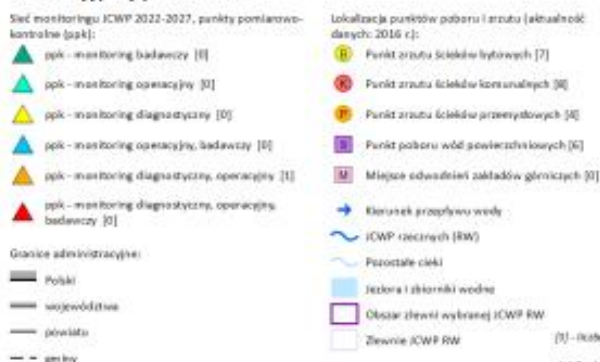 Sieć monitoringu JCWP 2022-2027, punkty pomiarowo-
kontrolne (ppk):
ppk - monitoring badawczy [0]
ppk - monitoring operacyjny [0]
ppk - monitoring diagnostyczny [0]
ppk - monitoring operacyjny, badawczy [0]
ppk - monitoring diagnostyczny, operacyjny [1]
ppk - monitoring diagnostyczny, operacyjny,
badawczy [0]
Granice administracyjne:
Polski
województwa
powiatu
gminy
Lokalizacja punktów poboru i zrzutu (aktualność
danych: 2016 r.):
B Punkt zrzutu ścieków bytowych [7]
K Punkt zrzutu ścieków komunalnych [8]
P Punkt zrzutu ścieków przemysłowych [4]
Punkt poboru wód powierzchniowych [6]
M Miejsce odwodnień zakładów górniczych [0]
Kierunek przepływu wody
JCWP rzecznych (RW)
Pozostałe cieki
Jeziora i zbiorniki wodne
Obszar zlewni wybranej JCWP RW
Zlewnie JCWP RW